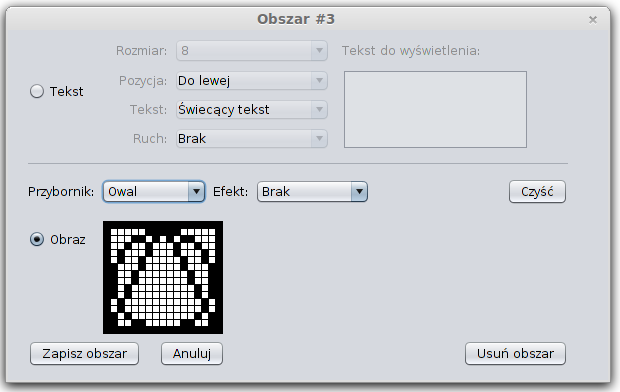 Obszar #3
Rozmiar: 8 Tekst do wyświetlenia:
Pozycja: Do lewej
Tekst
Tekst: Świecący tekst
Ruch: Brak
Przybornik: Owal Efekt: Brak Czyść
Obraz
Zapisz obszar Anuluj Usuń obszar